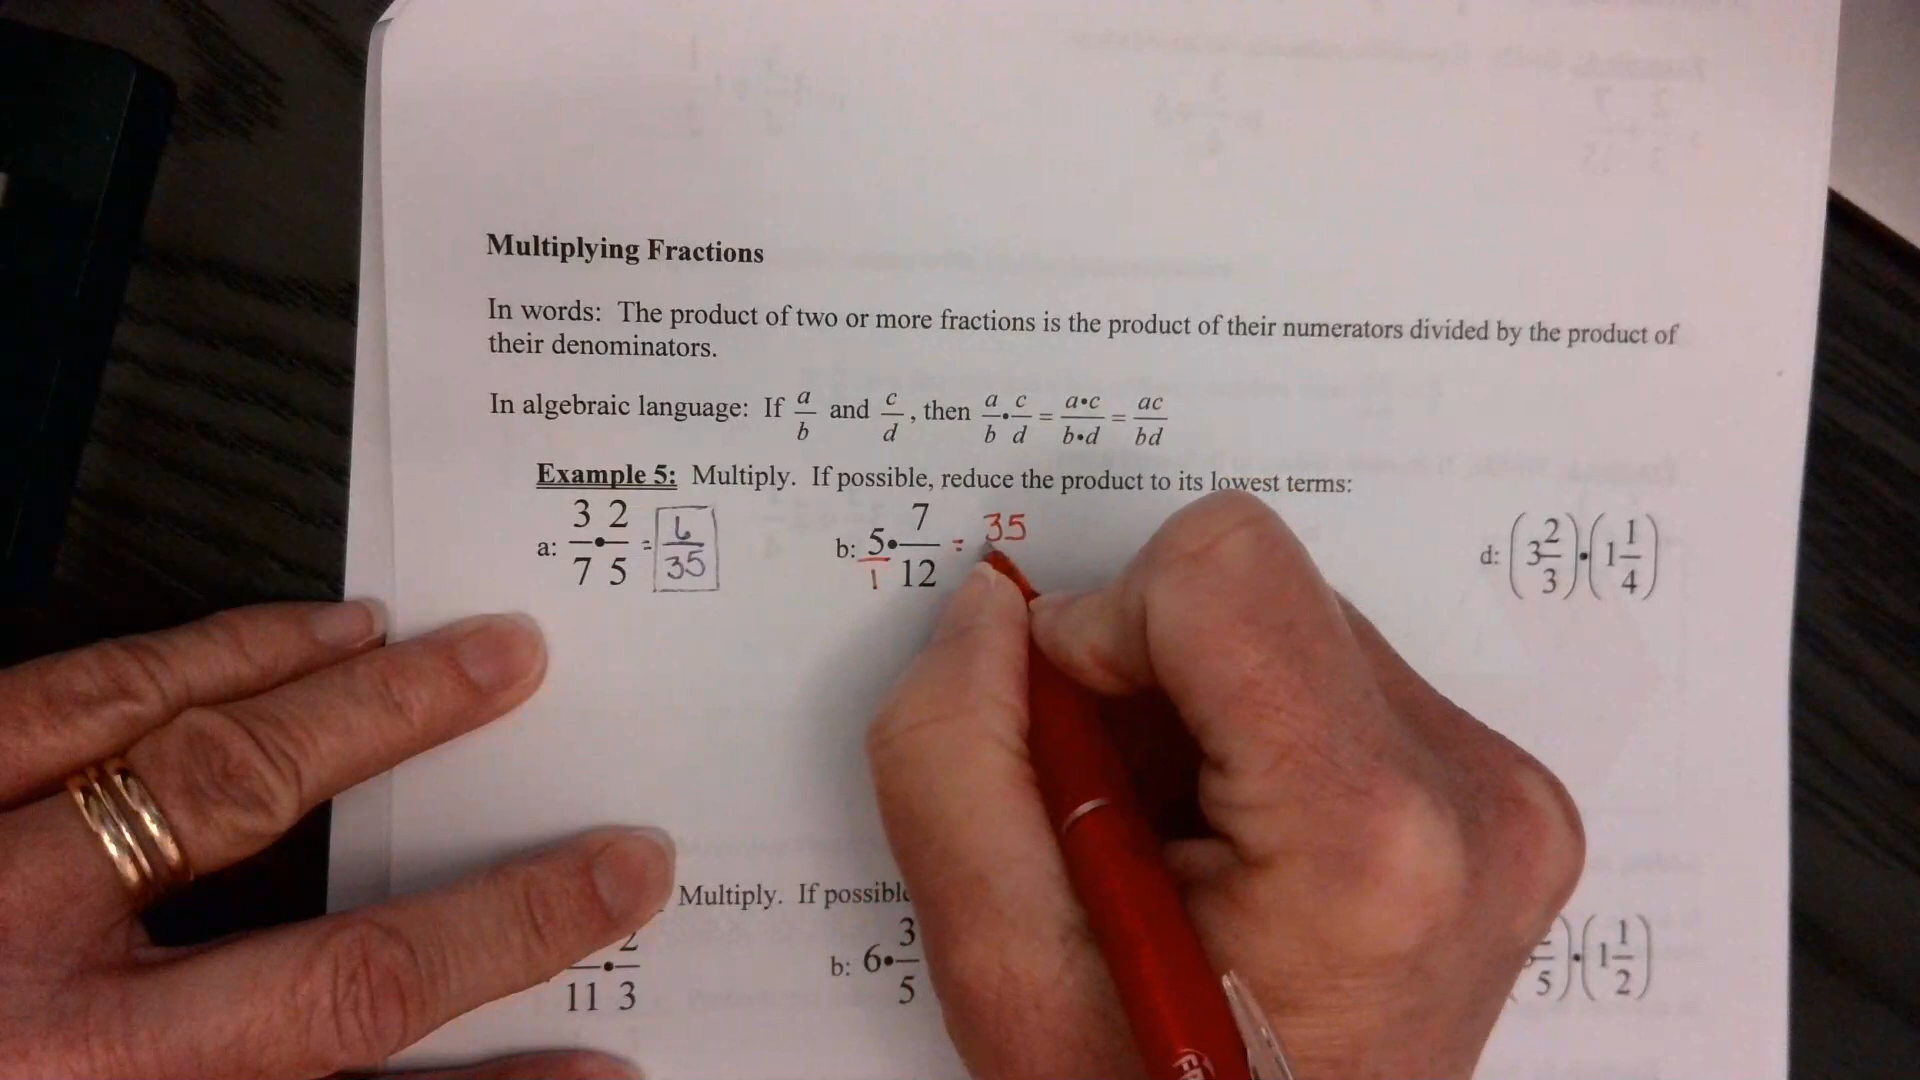 Multiplying Fractions
In words: The product of two or more fractions is the product of their numerators divided by the product of
their denominators.
In algebraic language: If a/b and c/d, then a/b • c/d = a•c/b•d = ac/bd
Example 5: Multiply. If possible, reduce the product to its lowest terms:
a: 3/7 • 2/5 = 6/35
b: 5/1 • 7/12 = 35
d: (3 2/3) • (1 1/4)
Multiply. If possible
11 • 2/3
b: 6 • 3/5
5) • (1 1/2)